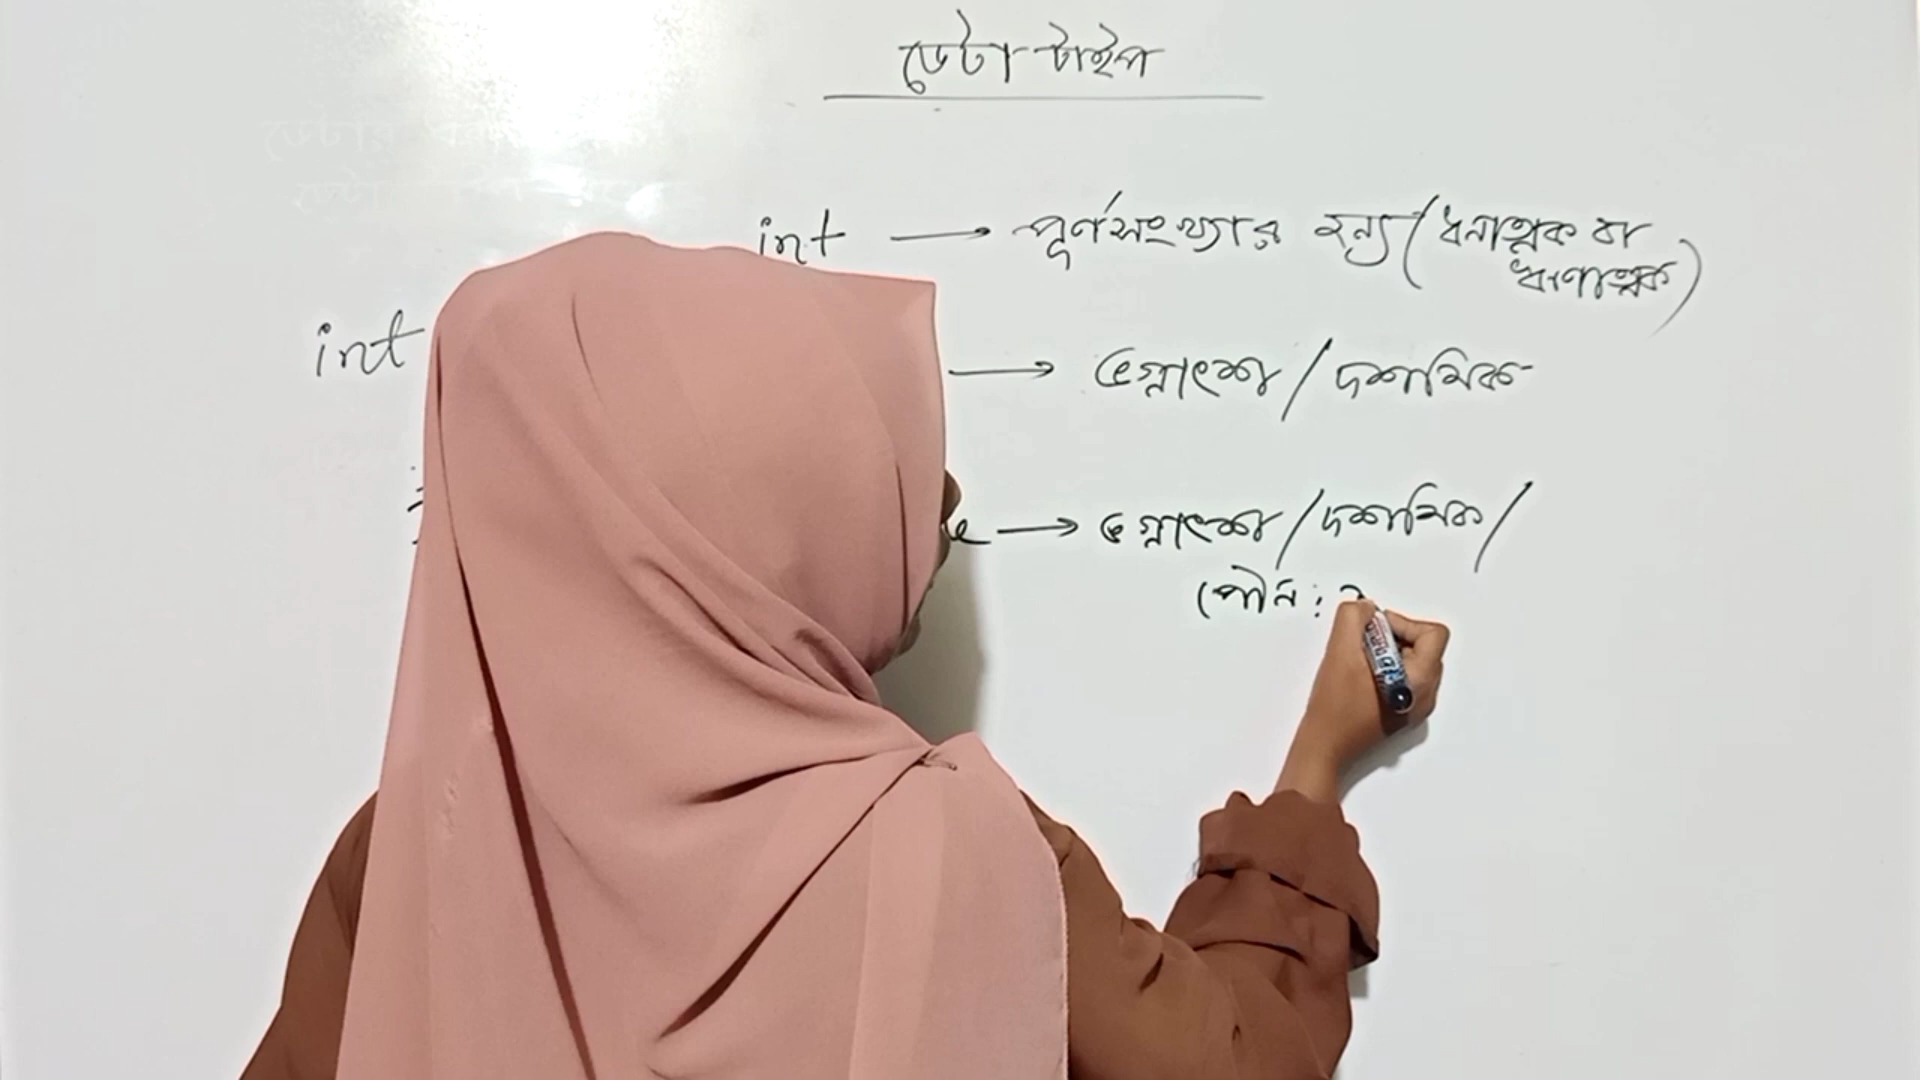 ডেটা টাইপ
int → পূর্ণসংখ্যার জন্য (ধনাত্মক বা
ঋণাত্মক)
int
→ ভগ্নাংশ / দশমিক
→ ভগ্নাংশ / দশমিক /
পৌন: